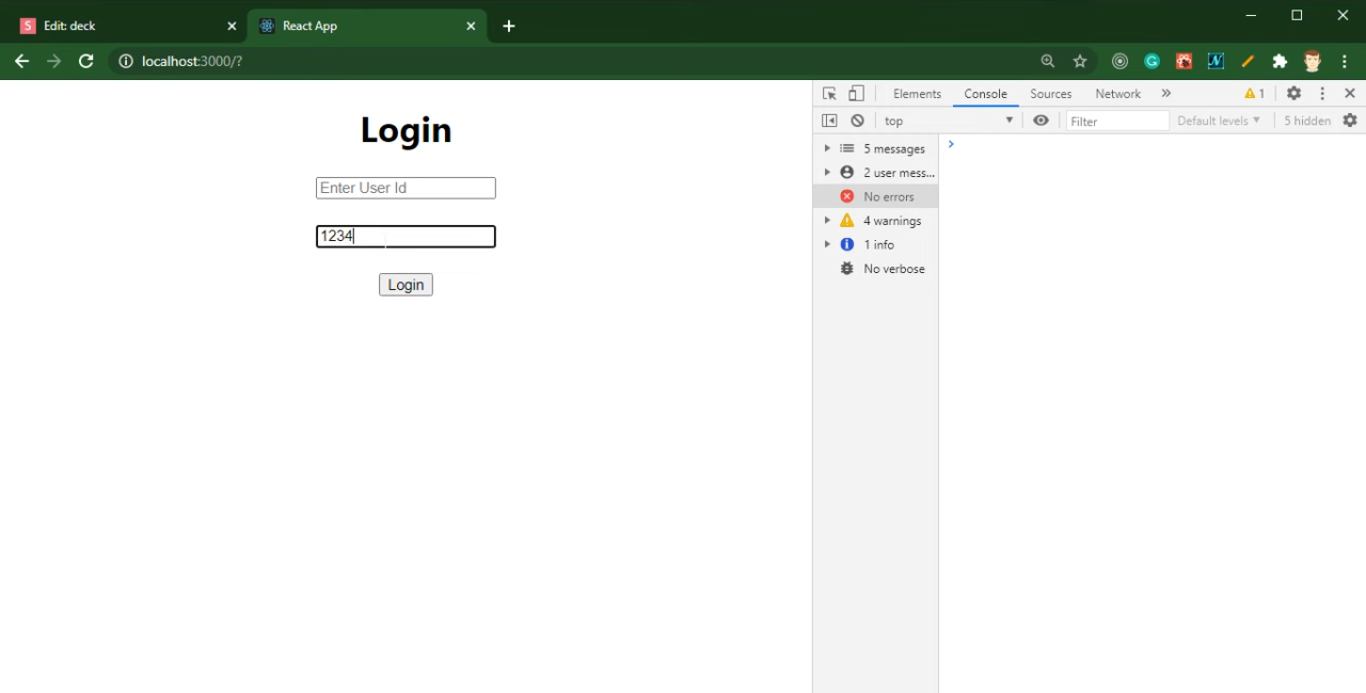 S Edit: deck
React App
localhost:3000/?
Login
Enter User Id
1234
Login
Elements Console Sources Network 1
top Filter Default levels 5 hidden
5 messages
2 user mess...
No errors
4 warnings
1 info
No verbose